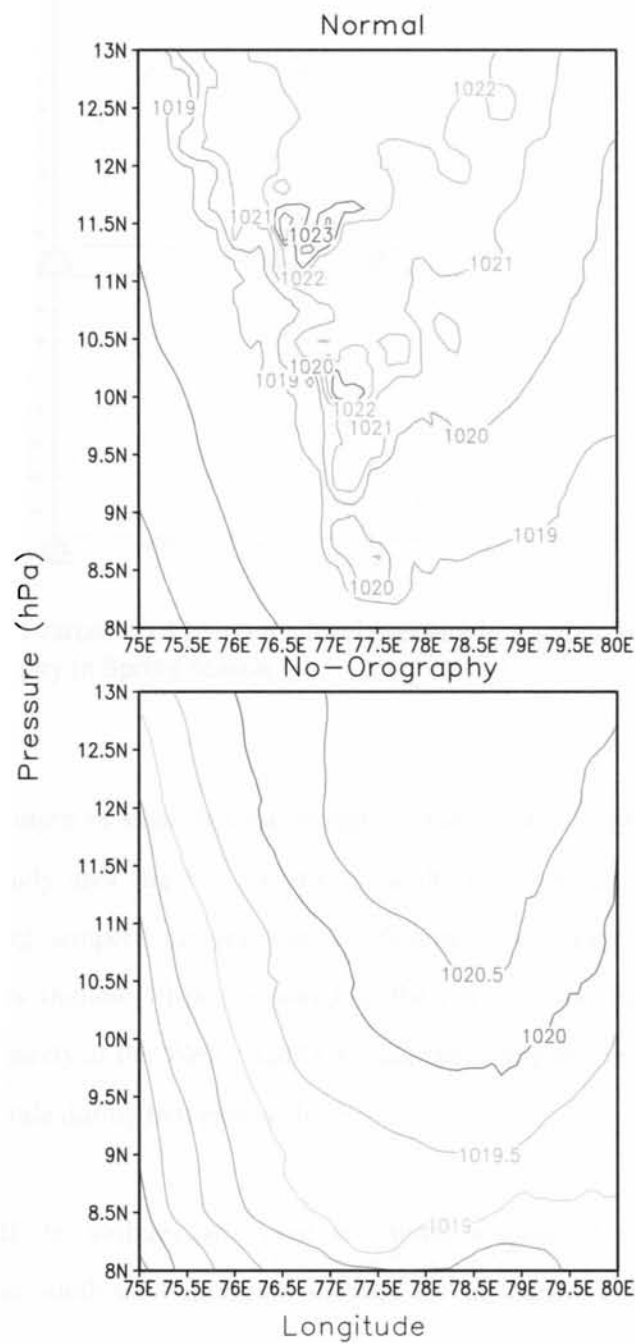 Normal
13N
12.5N
12N
11.5N
11N
10.5N
10N
9.5N
9N
8.5N
8N
1019
1022
1021
1023
1022
1021
1020
1019
1022
1021
1020
1019
1020
75E 75.5E 76E 76.5E 77E 77.5E 78E 78.5E 79E 79.5E 80E
Pressure (hPa)
No-Orography
13N
12.5N
12N
11.5N
11N
10.5N
10N
9.5N
9N
8.5N
8N
1020.5
1020
1019.5
1019
75E 75.5E 76E 76.5E 77E 77.5E 78E 78.5E 79E 79.5E 80E
Longitude